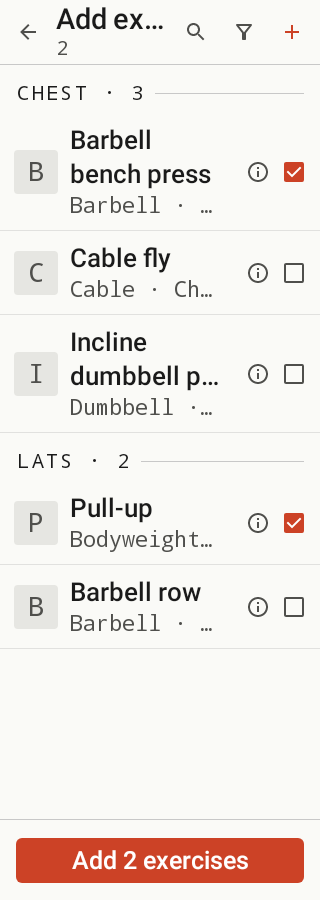 Add ex…
2
CHEST · 3
B
Barbell
bench press
Barbell · …
C
Cable fly
Cable · Ch…
I
Incline
dumbbell p…
Dumbbell ·…
LATS · 2
P
Pull-up
Bodyweight…
B
Barbell row
Barbell · …
Add 2 exercises